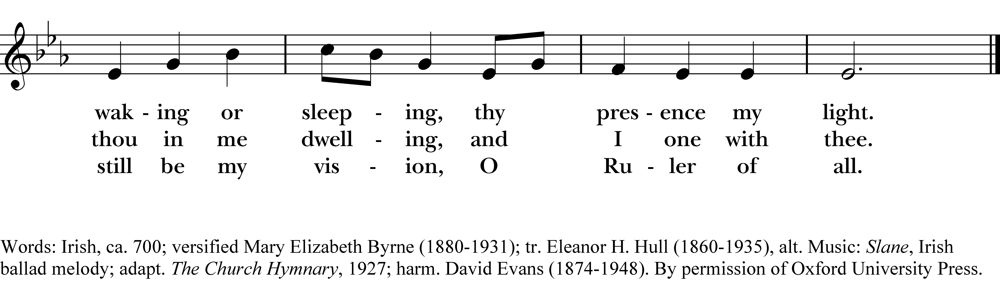 wak - ing or sleep - ing, thy pres - ence my light.
thou in me dwell - ing, and I one with thee.
still be my vis - ion, O Ru - ler of all.
Words: Irish, ca. 700; versified Mary Elizabeth Byrne (1880-1931); tr. Eleanor H. Hull (1860-1935), alt. Music: Slane, Irish
ballad melody; adapt. The Church Hymnary, 1927; harm. David Evans (1874-1948). By permission of Oxford University Press.